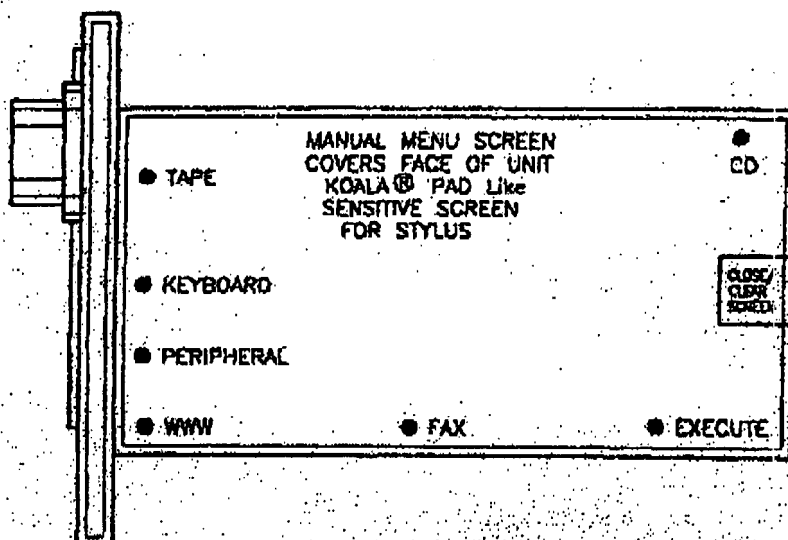 MANUAL MENU SCREEN
COVERS FACE OF UNIT
KOALA® PAD Like
SENSITIVE SCREEN
FOR STYLUS
CD
TAPE
KEYBOARD
CLOSE/
CLEAR
SCREEN
PERIPHERAL
WWW
FAX
EXECUTE